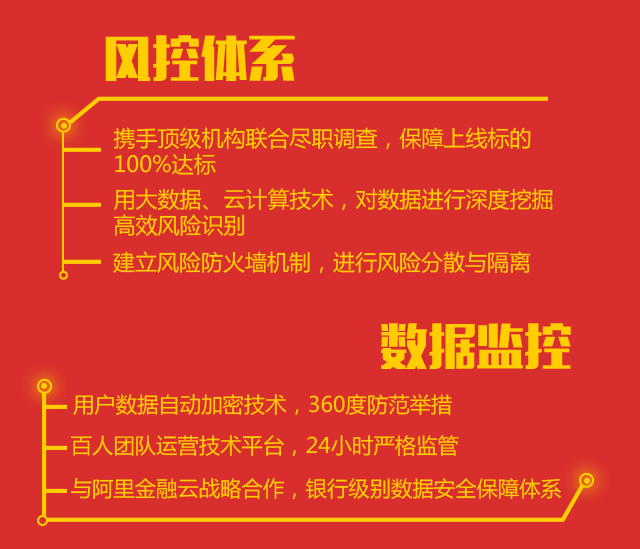 风控体系
携手顶级机构联合尽职调查，保障上线标的
100%达标
用大数据、云计算技术，对数据进行深度挖掘
高效风险识别
建立风险防火墙机制，进行风险分散与隔离
数据监控
用户数据自动加密技术，360度防范举措
百人团队运营技术平台，24小时严格监管
与阿里金融云战略合作，银行级别数据安全保障体系